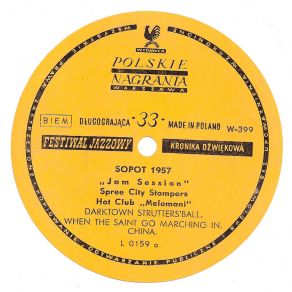 WYDAWCA
POLSKIE
NAGRANIA
WARSZAWA
BIEM DŁUGOGRAJĄCA 33 MADE IN POLAND W-399
FESTIWAL JAZZOWY KRONIKA DŹWIĘKOWA
SOPOT 1957
„Jam Session"
Spree City Stompers
Hot Club „Melomani"
DARKTOWN STRUTTERS'BALL.
WHEN THE SAINT GO MARCHING IN.
CHINA.
L 0159 a